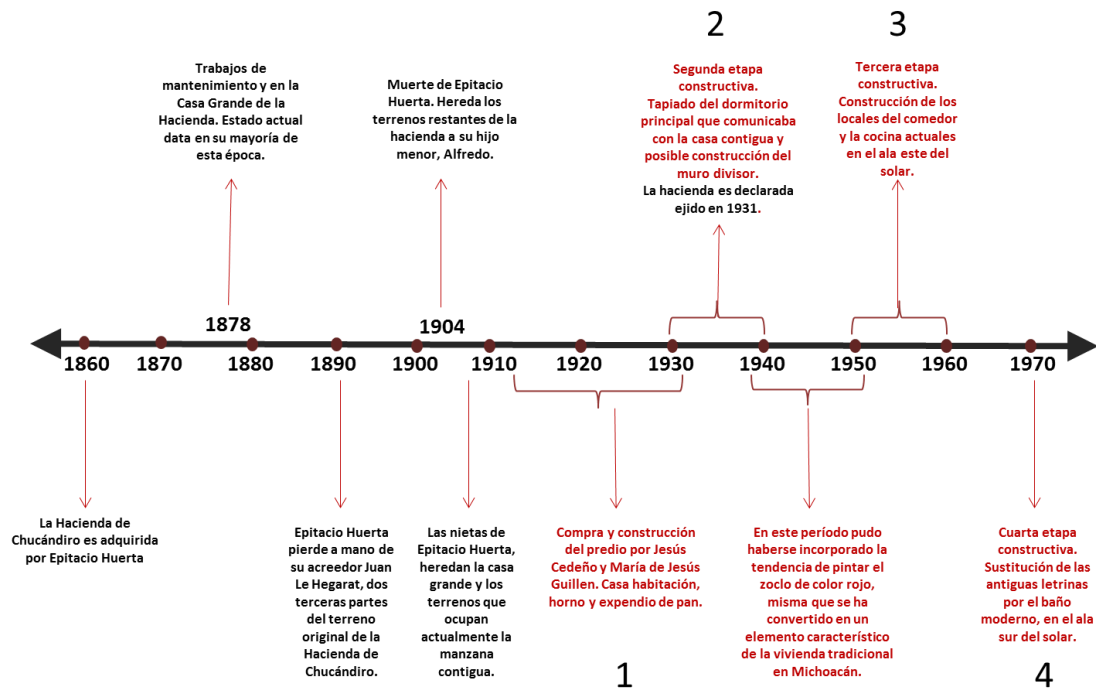 2
3
Trabajos de
mantenimiento y en la
Casa Grande de la
Hacienda. Estado actual
data en su mayoría de
esta época.
Muerte de Epitacio
Huerta. Hereda los
terrenos restantes de la
hacienda a su hijo
menor, Alfredo.
Segunda etapa
constructiva.
Tapiado del dormitorio
principal que comunicaba
con la casa contigua y
posible construcción del
muro divisor.
La hacienda es declarada
ejido en 1931.
Tercera etapa
constructiva.
Construcción de los
locales del comedor
y la cocina actuales
en el ala este del
solar.
1878
1904
1860 1870 1880 1890 1900 1910 1920 1930 1940 1950 1960 1970
La Hacienda de
Chucándiro es adquirida
por Epitacio Huerta
Epitacio Huerta
pierde a mano de
su acreedor Juan
Le Hegarat, dos
terceras partes
del terreno
original de la
Hacienda de
Chucándiro.
Las nietas de
Epitacio Huerta,
heredan la casa
grande y los
terrenos que
ocupan
actualmente la
manzana
contigua.
Compra y construcción
del predio por Jesús
Cedeño y María de Jesús
Guillen. Casa habitación,
horno y expendio de pan.
1
En este período pudo
haberse incorporado la
tendencia de pintar el
zoclo de color rojo,
misma que se ha
convertido en un
elemento característico
de la vivienda tradicional
en Michoacán.
Cuarta etapa
constructiva.
Sustitución de las
antiguas letrinas
por el baño
moderno, en el ala
sur del solar.
4